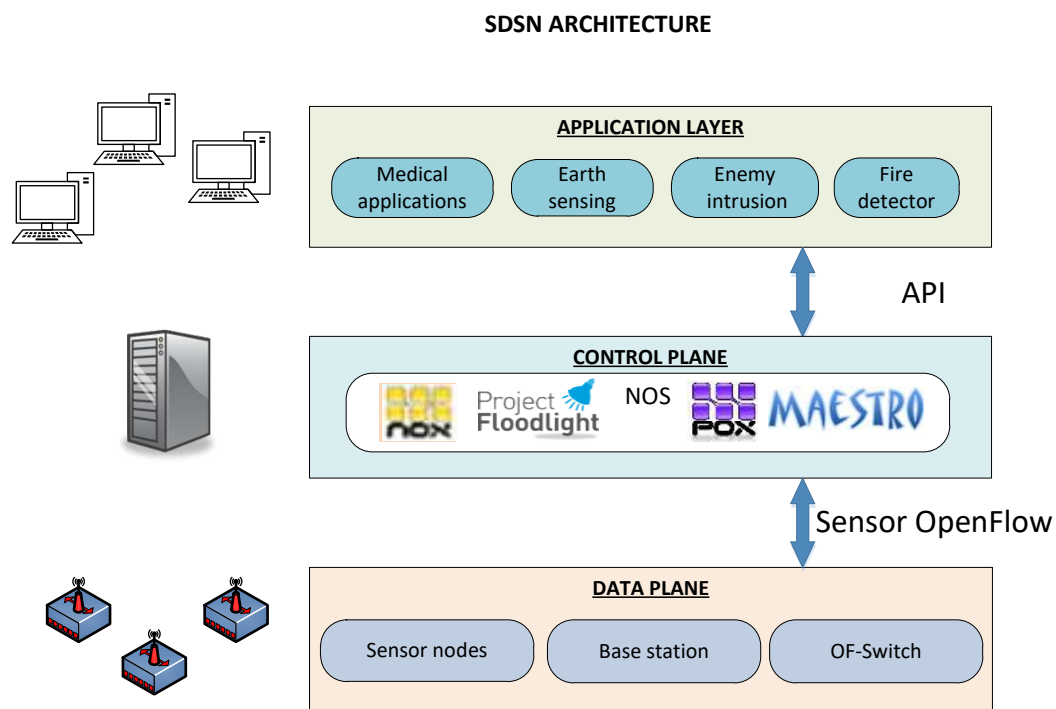 SDSN ARCHITECTURE
APPLICATION LAYER
Medical
applications
Earth
sensing
Enemy
intrusion
Fire
detector
API
CONTROL PLANE
nox
Project
Floodlight
NOS
POX
MAESTRO
Sensor OpenFlow
DATA PLANE
Sensor nodes
Base station
OF-Switch